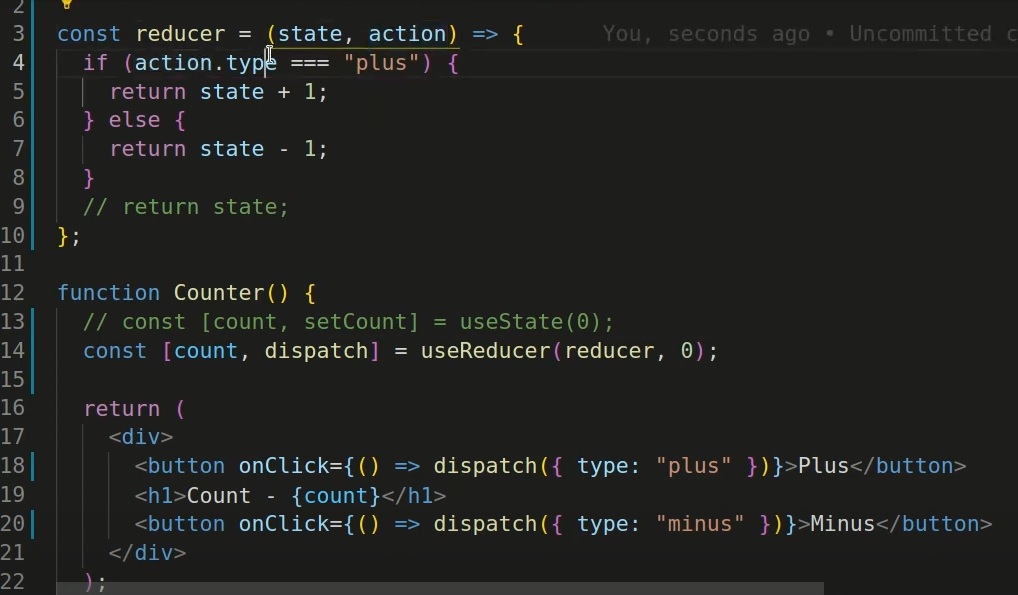 2
3 const reducer = (state, action) => { You, seconds ago • Uncommitted c
4 if (action.type === "plus") {
5 return state + 1;
6 } else {
7 return state - 1;
8 }
9 // return state;
10 };
11
12 function Counter() {
13 // const [count, setCount] = useState(0);
14 const [count, dispatch] = useReducer(reducer, 0);
15
16 return (
17 <div>
18 <button onClick={() => dispatch({ type: "plus" })}>Plus</button>
19 <h1>Count - {count}</h1>
20 <button onClick={() => dispatch({ type: "minus" })}>Minus</button>
21 </div>
22 );